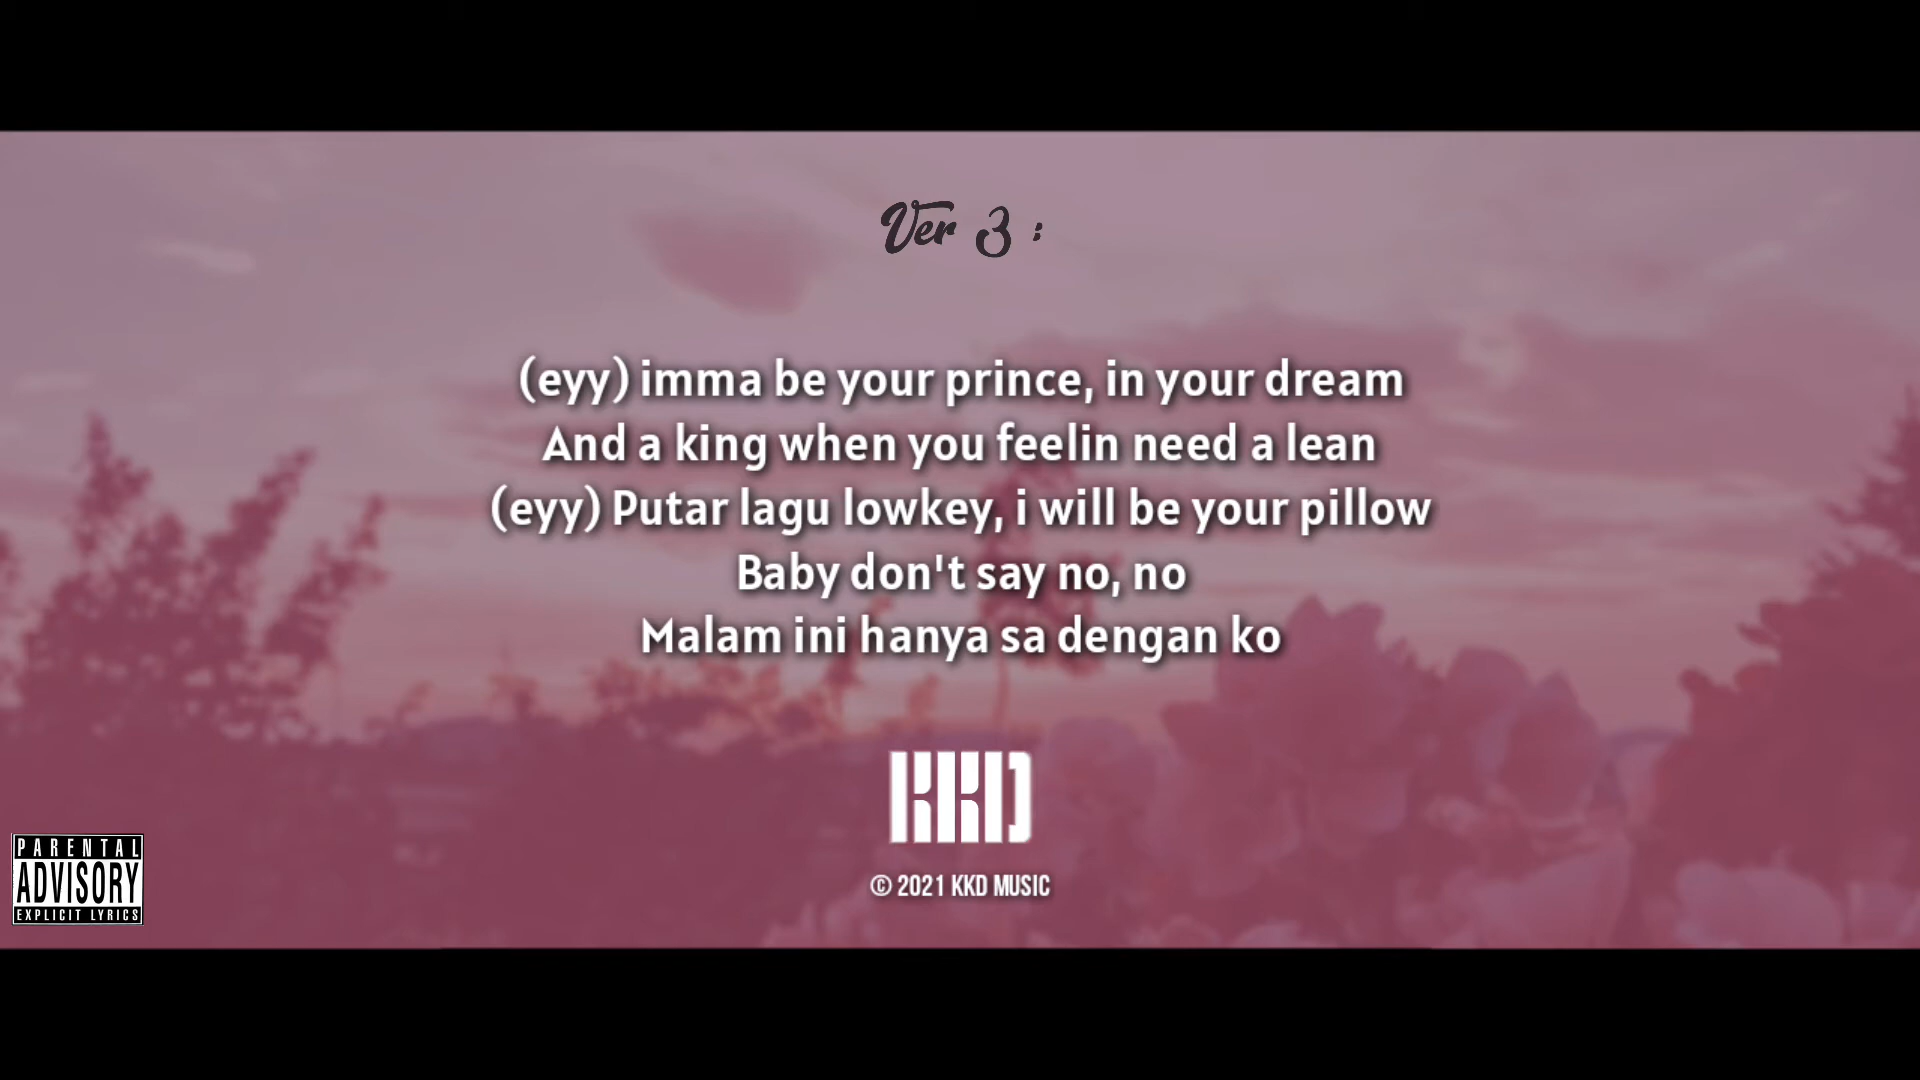 Ver 3 :
(eyy) imma be your prince, in your dream
And a king when you feelin need a lean
(eyy) Putar lagu lowkey, i will be your pillow
Baby don't say no, no
Malam ini hanya sa dengan ko
KKD
© 2021 KKD MUSIC
PARENTAL
ADVISORY
EXPLICIT LYRICS